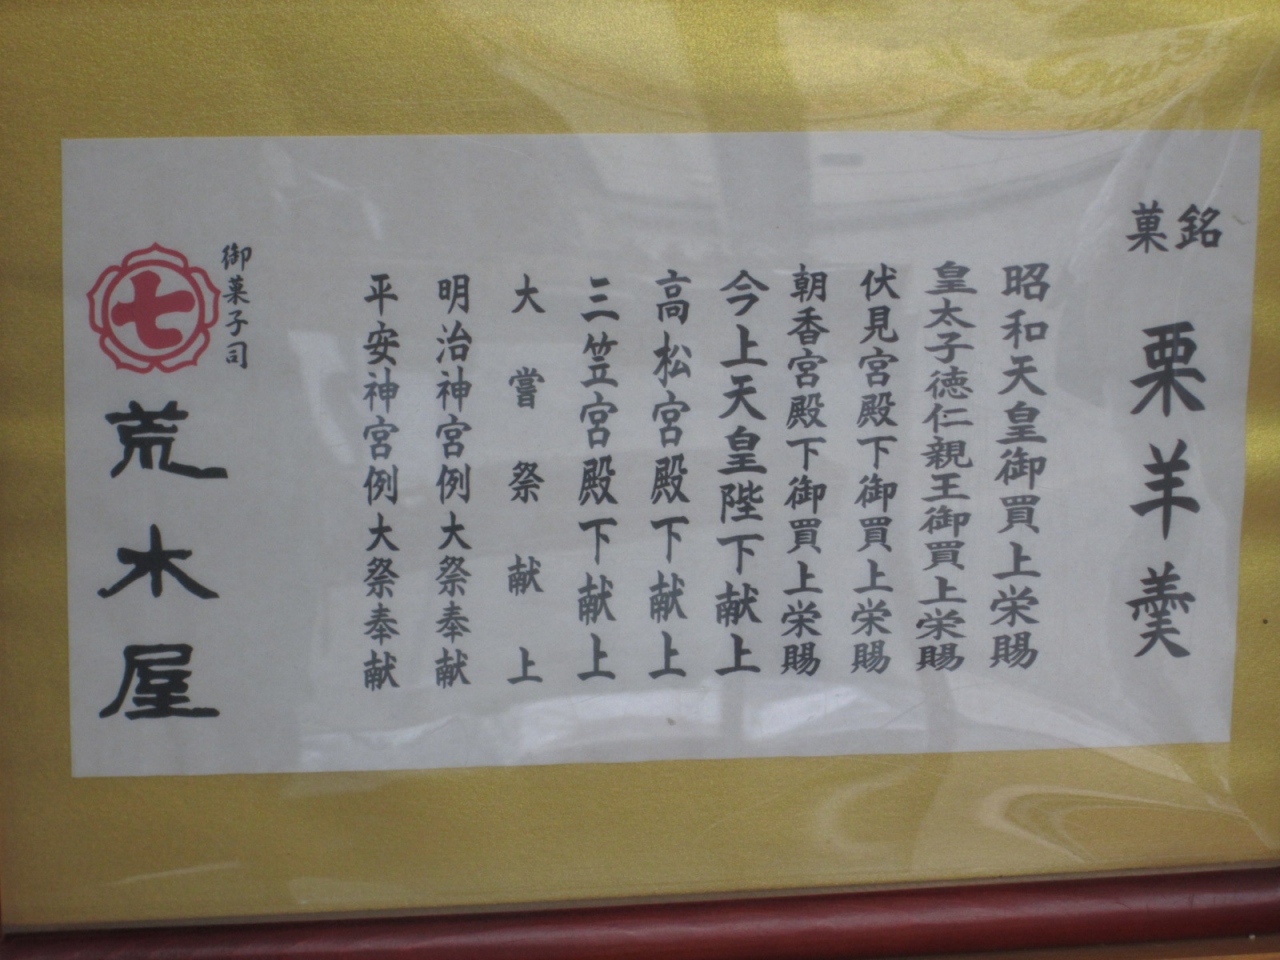 銘菓
栗羊羹
昭和天皇御買上栄賜
皇太子徳仁親王御買上栄賜
伏見宮殿下御買上栄賜
朝香宮殿下御買上栄賜
今上天皇陛下献上
高松宮殿下献上
三笠宮殿下献上
大嘗祭献上
明治神宮例大祭奉献
平安神宮例大祭奉献
御菓子司
七
荒木屋